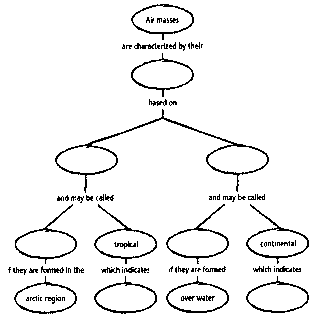 Air masses
are characterized by their
based on
and may be called
and may be called
tropical
continental
f they are formed in the
which indicates
if they are formed
which indicates
arctic region
over water